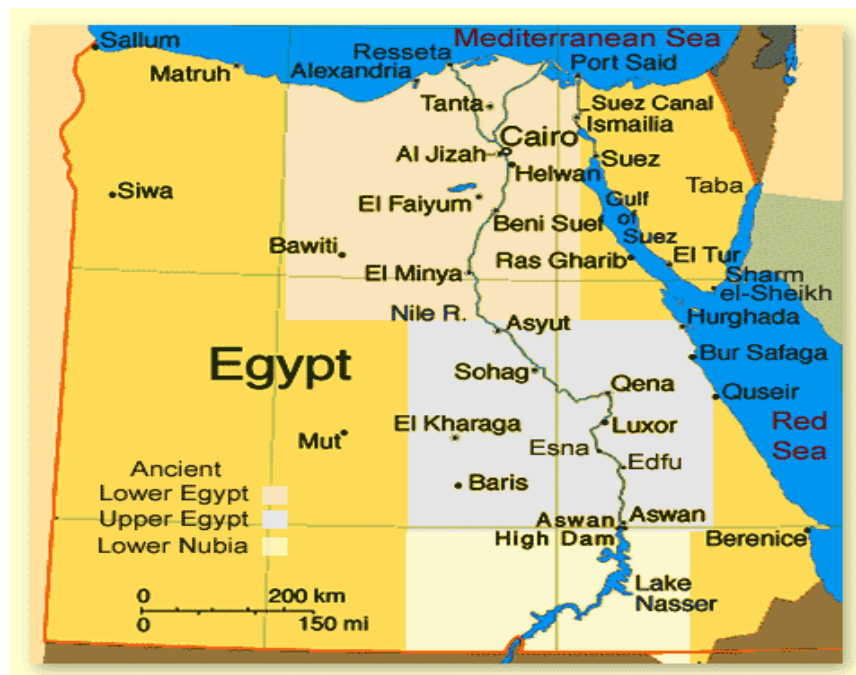 Sallum
Mediterranean Sea
Resseta
Matruh
Alexandria
Port Said
Tanta
Suez Canal
Ismailia
Cairo
Al Jizah
Suez
Helwan
Taba
Siwa
El Faiyum
Gulf
of
Suez
Beni Suef
Bawiti
Ras Gharib
El Tur
El Minya
Sharm
el-Sheikh
Nile R.
Asyut
Hurghada
Egypt
Bur Safaga
Sohag
Qena
Quseir
El Kharaga
Luxor
Red
Sea
Mut
Esna
Edfu
Ancient
Lower Egypt
Baris
Upper Egypt
Aswan
Aswan
High Dam
Berenice
Lower Nubia
Lake
Nasser
0 200 km
0 150 mi